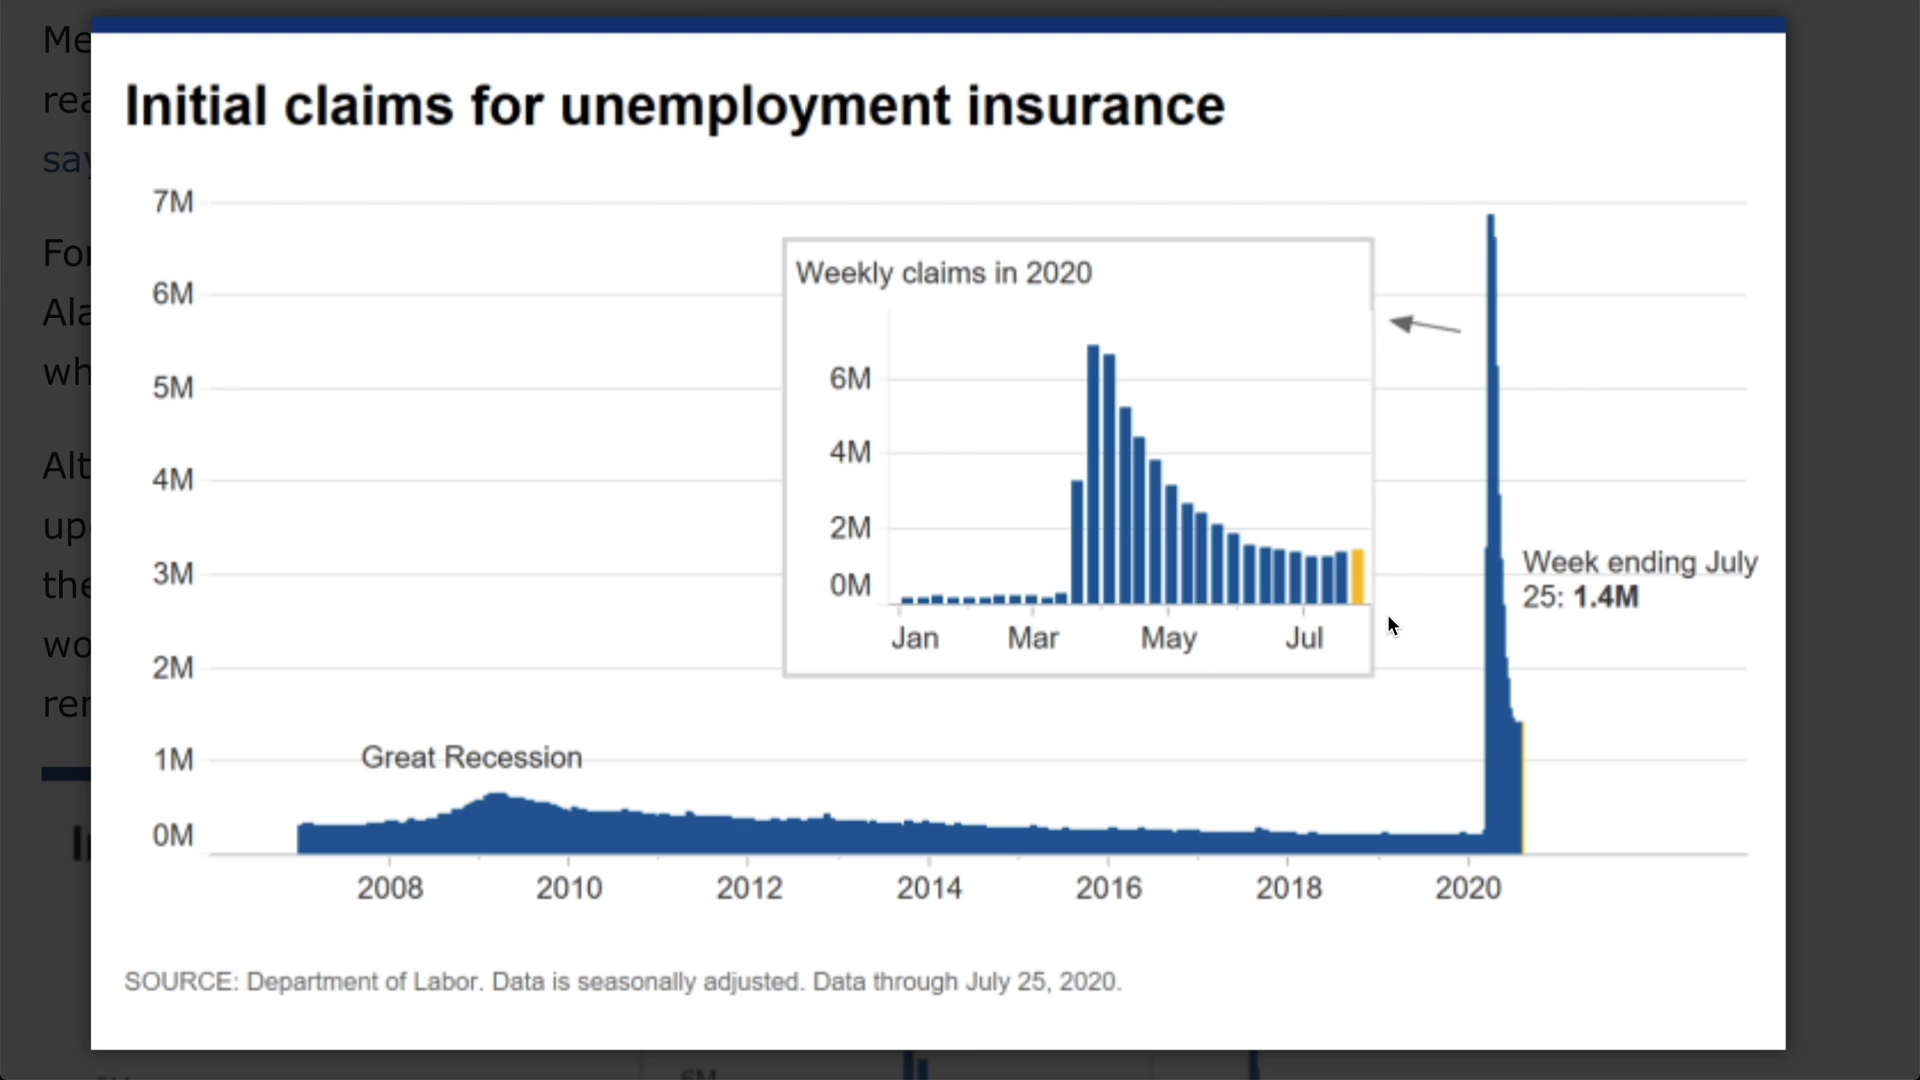 Initial claims for unemployment insurance
7M
6M
5M
4M
3M
2M
1M
0M
Weekly claims in 2020
6M
4M
2M
0M
Jan Mar May Jul
Week ending July
25: 1.4M
Great Recession
2008 2010 2012 2014 2016 2018 2020
SOURCE: Department of Labor. Data is seasonally adjusted. Data through July 25, 2020.